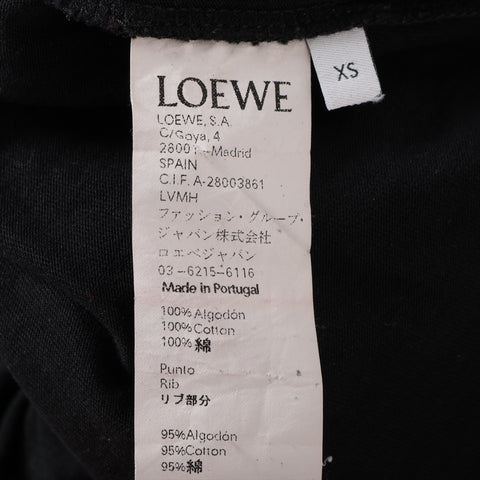 LOEWE
LOEWE, S.A.
C/Goya, 4
Madrid
SPAIN
C.I.F. A-28003861
LVMH
ファッション・グループ・
ジャパン株式会社
ロエベジャパン
03-6215-6116
Made in Portugal
100%Algodón
100%Cotton
100%綿
Punto
Rib
リブ部分
95%Algodón
95%Cotton
95%綿
XS